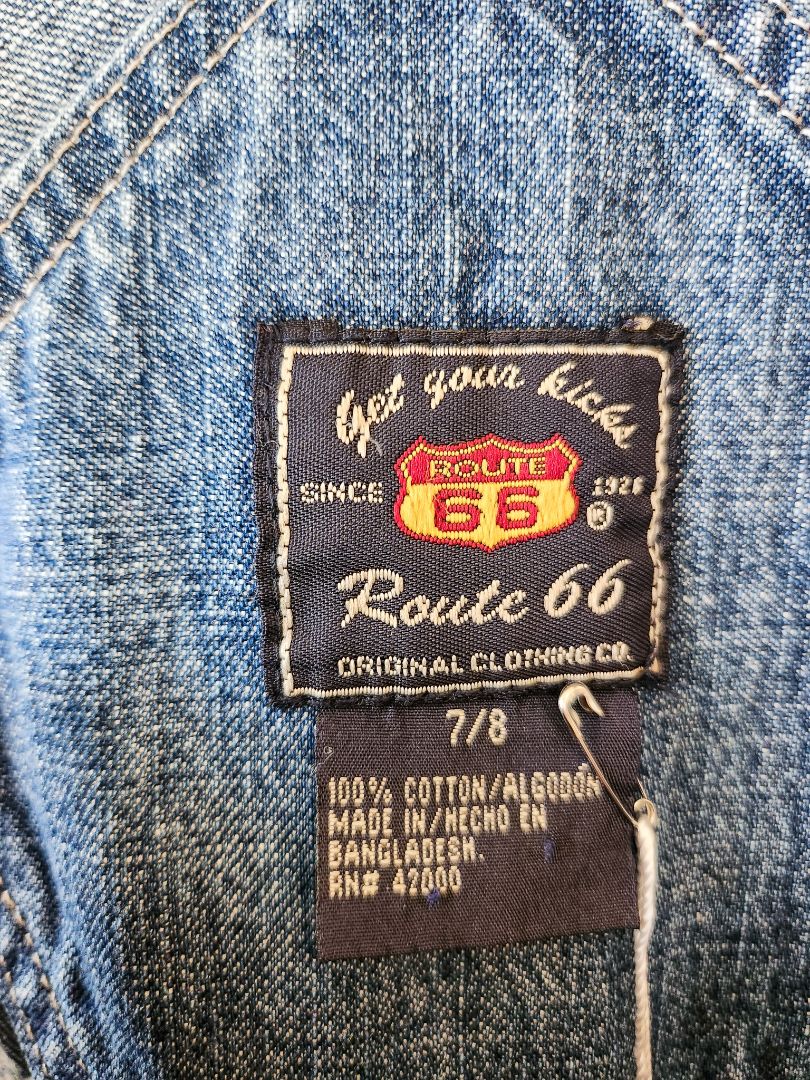 Get your kicks
ROUTE
66
SINCE 1926
®
Route 66
ORIGINAL CLOTHING CO.
7/8
100% COTTON/ALGODÓN
MADE IN/HECHO EN
BANGLADESH.
RN# 42000